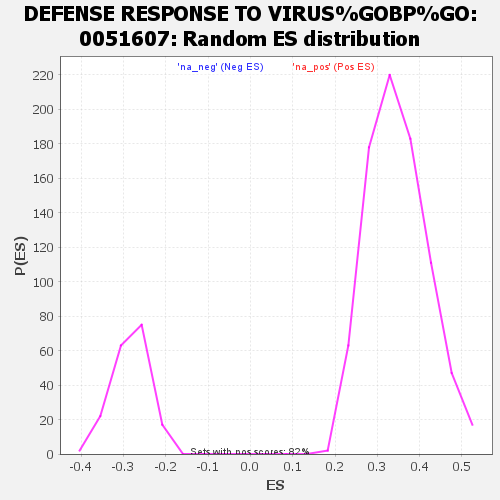 DEFENSE RESPONSE TO VIRUS%GOBP%GO:
0051607: Random ES distribution
'na_neg' (Neg ES) 'na_pos' (Pos ES)
220
200
180
160
140
120
100
80
60
40
20
0
P(ES)
Sets with pos scores: 82%
-0.4 -0.3 -0.2 -0.1 0.0 0.1 0.2 0.3 0.4 0.5
ES